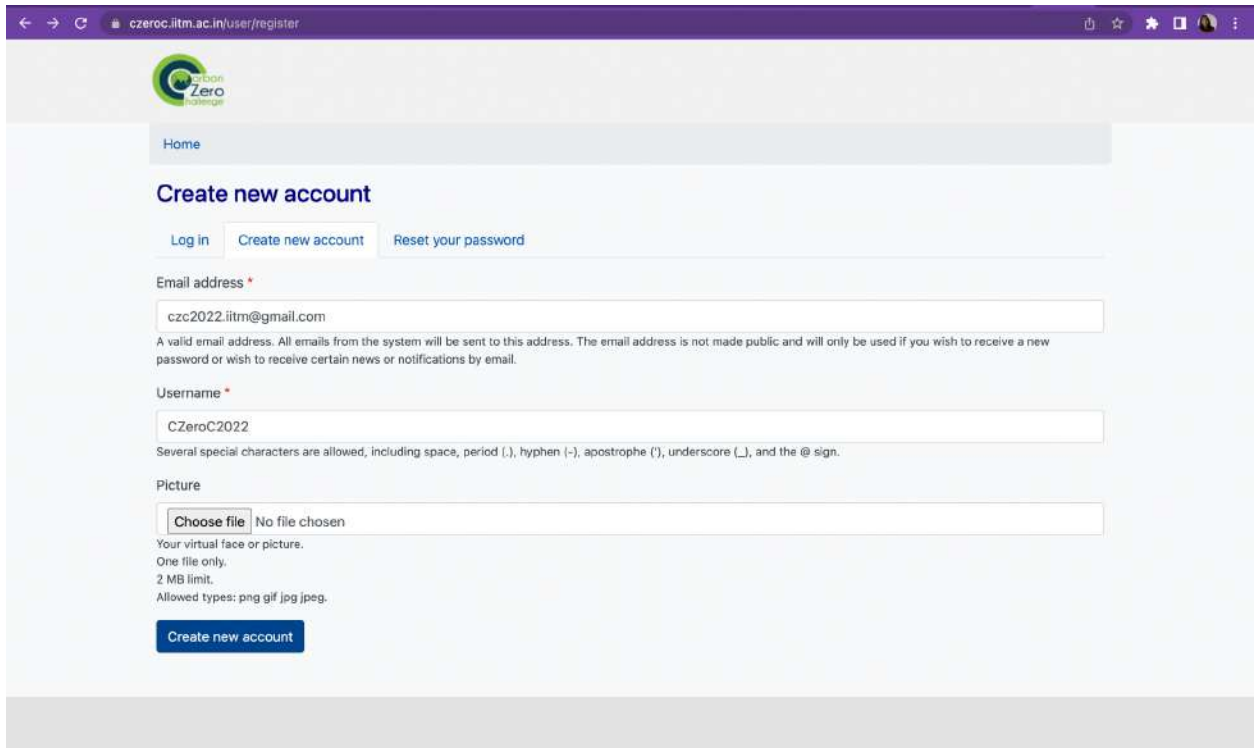 czeroc.iitm.ac.in/user/register
Carbon
Zero
Challenge
Home
Create new account
Log in
Create new account
Reset your password
Email address *
czc2022.iitm@gmail.com
A valid email address. All emails from the system will be sent to this address. The email address is not made public and will only be used if you wish to receive a new
password or wish to receive certain news or notifications by email.
Username *
CZeroC2022
Several special characters are allowed, including space, period (.), hyphen (-), apostrophe ('), underscore (_), and the @ sign.
Picture
Choose file No file chosen
Your virtual face or picture.
One file only.
2 MB limit.
Allowed types: png gif jpg jpeg.
Create new account